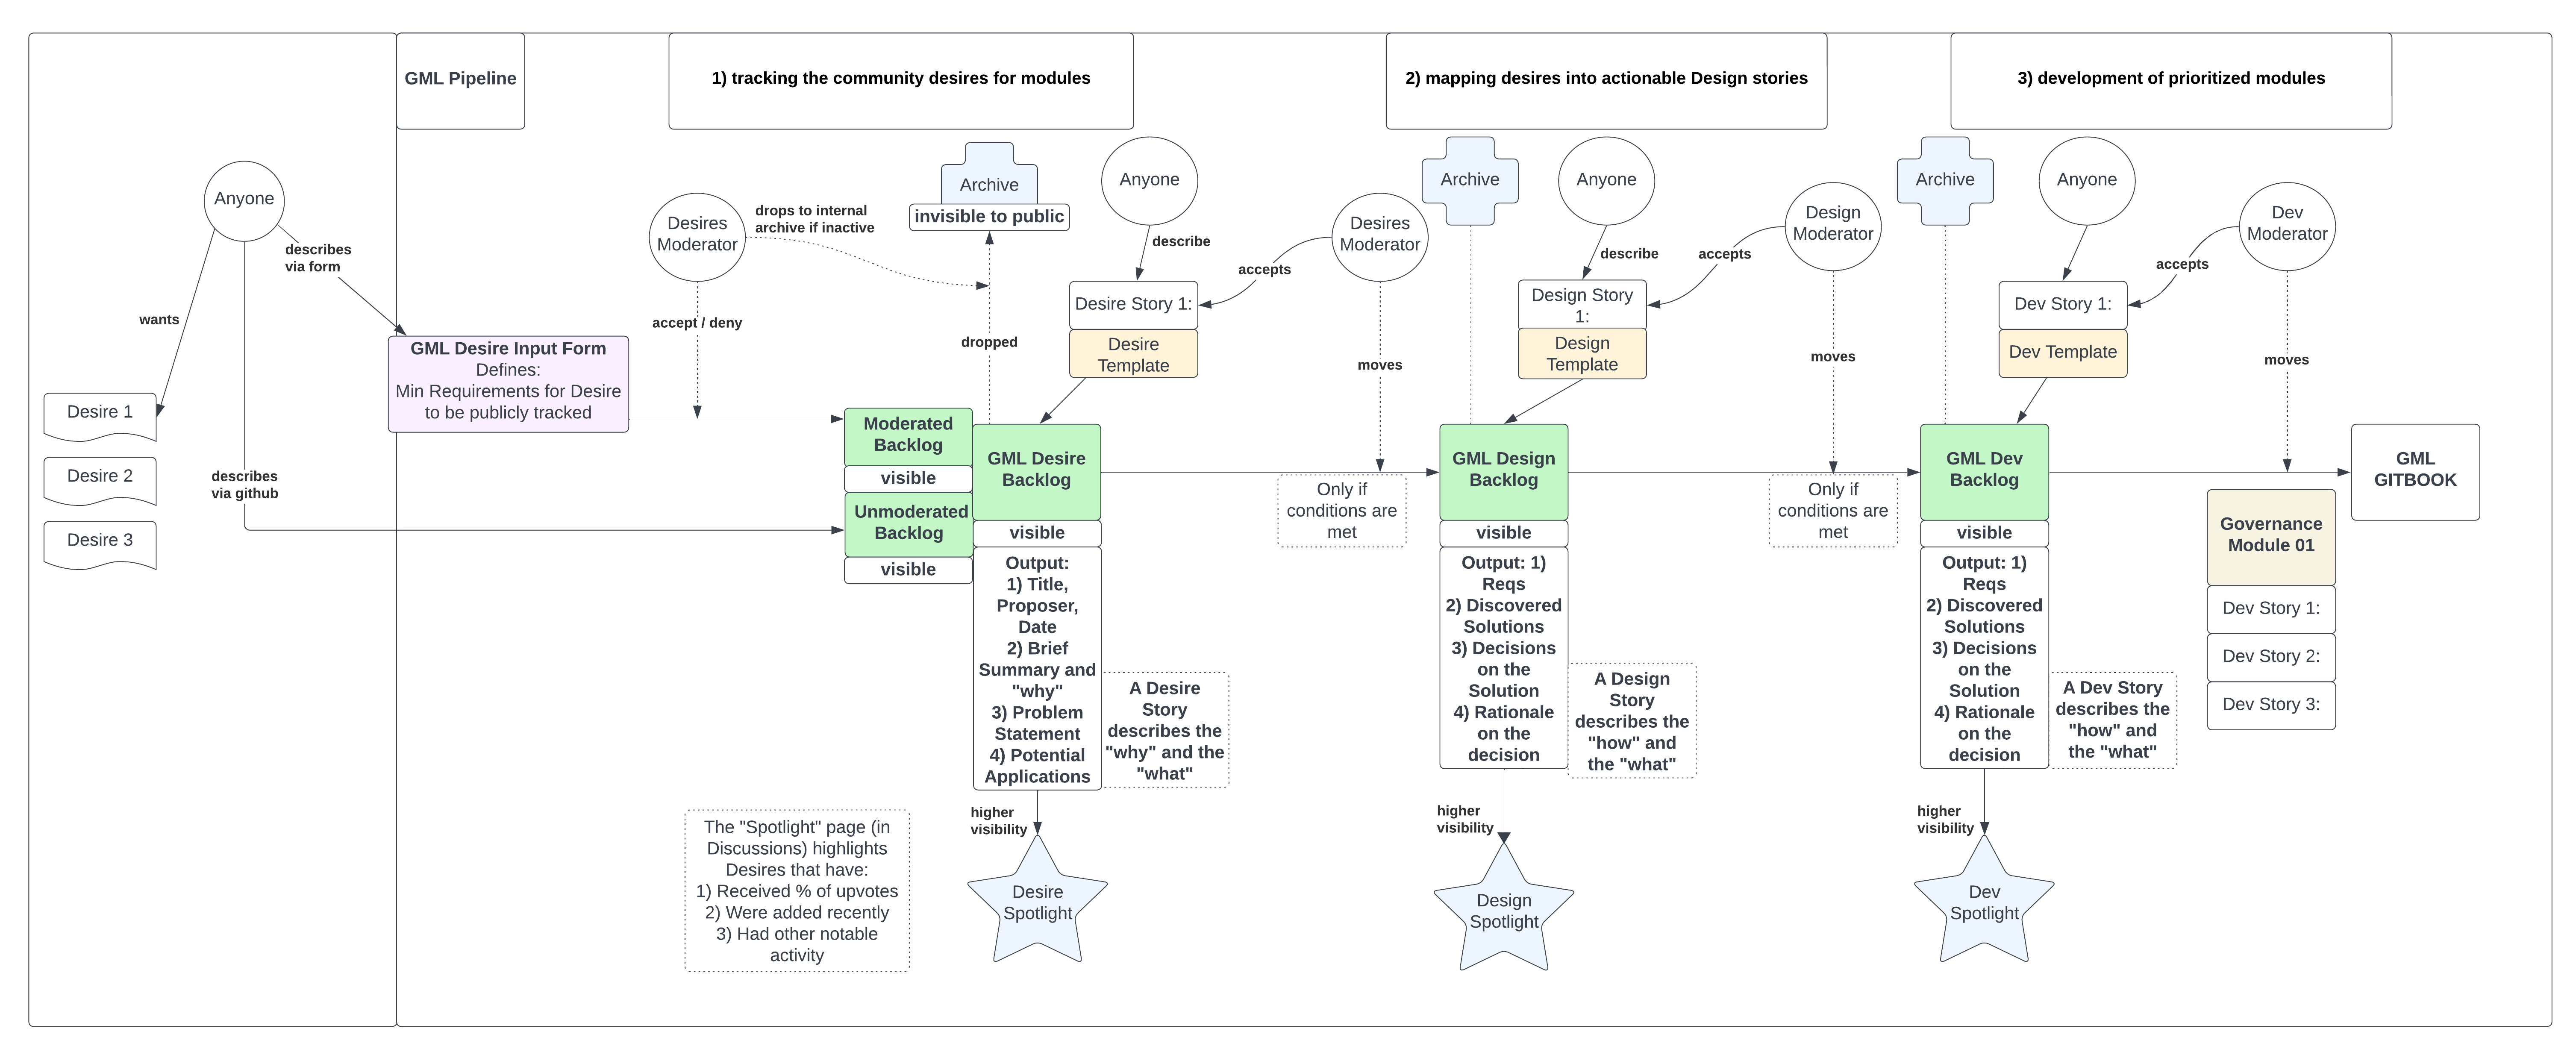 GML Pipeline
1) tracking the community desires for modules
2) mapping desires into actionable Design stories
3) development of prioritized modules
Anyone
describes
via form
wants
describes
via github
Desire 1
Desire 2
Desire 3
GML Desire Input Form
Defines:
Min Requirements for Desire
to be publicly tracked
Desires
Moderator
drops to internal
archive if inactive
accept / deny
Archive
invisible to public
dropped
Anyone
describe
Desire Story 1:
Desire
Template
Desires
Moderator
accepts
moves
Moderated
Backlog
visible
Unmoderated
Backlog
visible
GML Desire
Backlog
visible
Output:
1) Title,
Proposer,
Date
2) Brief
Summary and
"why"
3) Problem
Statement
4) Potential
Applications
A Desire
Story
describes the
"why" and the
"what"
higher
visibility
Desire
Spotlight
The "Spotlight" page (in
Discussions) highlights
Desires that have:
1) Received % of upvotes
2) Were added recently
3) Had other notable
activity
Only if
conditions are
met
Archive
Anyone
describe
Design Story
1:
Design
Template
Design
Moderator
accepts
moves
GML Design
Backlog
visible
Output: 1)
Reqs
2) Discovered
Solutions
3) Decisions
on the
Solution
4) Rationale
on the
decision
A Design
Story
describes the
"how" and
the "what"
higher
visibility
Design
Spotlight
Only if
conditions are
met
Archive
Anyone
Dev Story 1:
Dev Template
Dev
Moderator
accepts
moves
GML Dev
Backlog
visible
Output: 1)
Reqs
2) Discovered
Solutions
3) Decisions
on the
Solution
4) Rationale
on the
decision
A Dev Story
describes the
"how" and
the "what"
higher
visibility
Dev
Spotlight
Governance
Module 01
Dev Story 1:
Dev Story 2:
Dev Story 3:
GML
GITBOOK